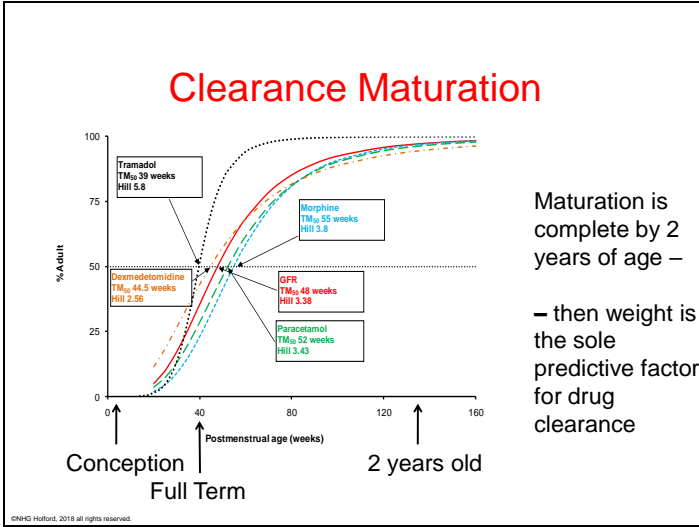 Clearance Maturation
100
75
50
25
0
% Adult
Tramadol
TM50 39 weeks
Hill 5.8
Morphine
TM50 55 weeks
Hill 3.8
Dexmedetomidine
TM50 44.5 weeks
Hill 2.56
GFR
TM50 48 weeks
Hill 3.38
Paracetamol
TM50 52 weeks
Hill 3.43
0 40 80 120 160
Postmenstrual age (weeks)
Conception
Full Term
2 years old
Maturation is
complete by 2
years of age –
– then weight is
the sole
predictive factor
for drug
clearance
©NHG Holford, 2018 all rights reserved.